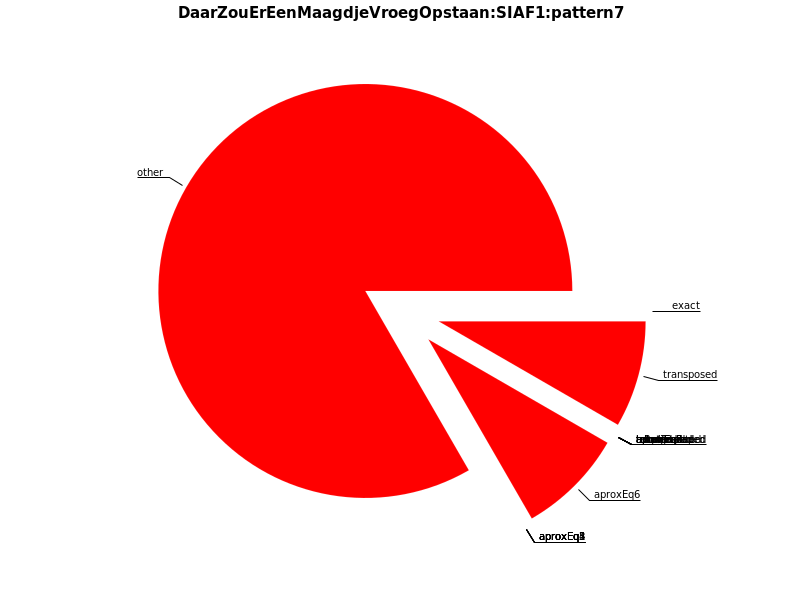 DaarZouErEenMaagdjeVroegOpstaan:SIAF1:pattern7
other
exact
transposed
aproxEq6